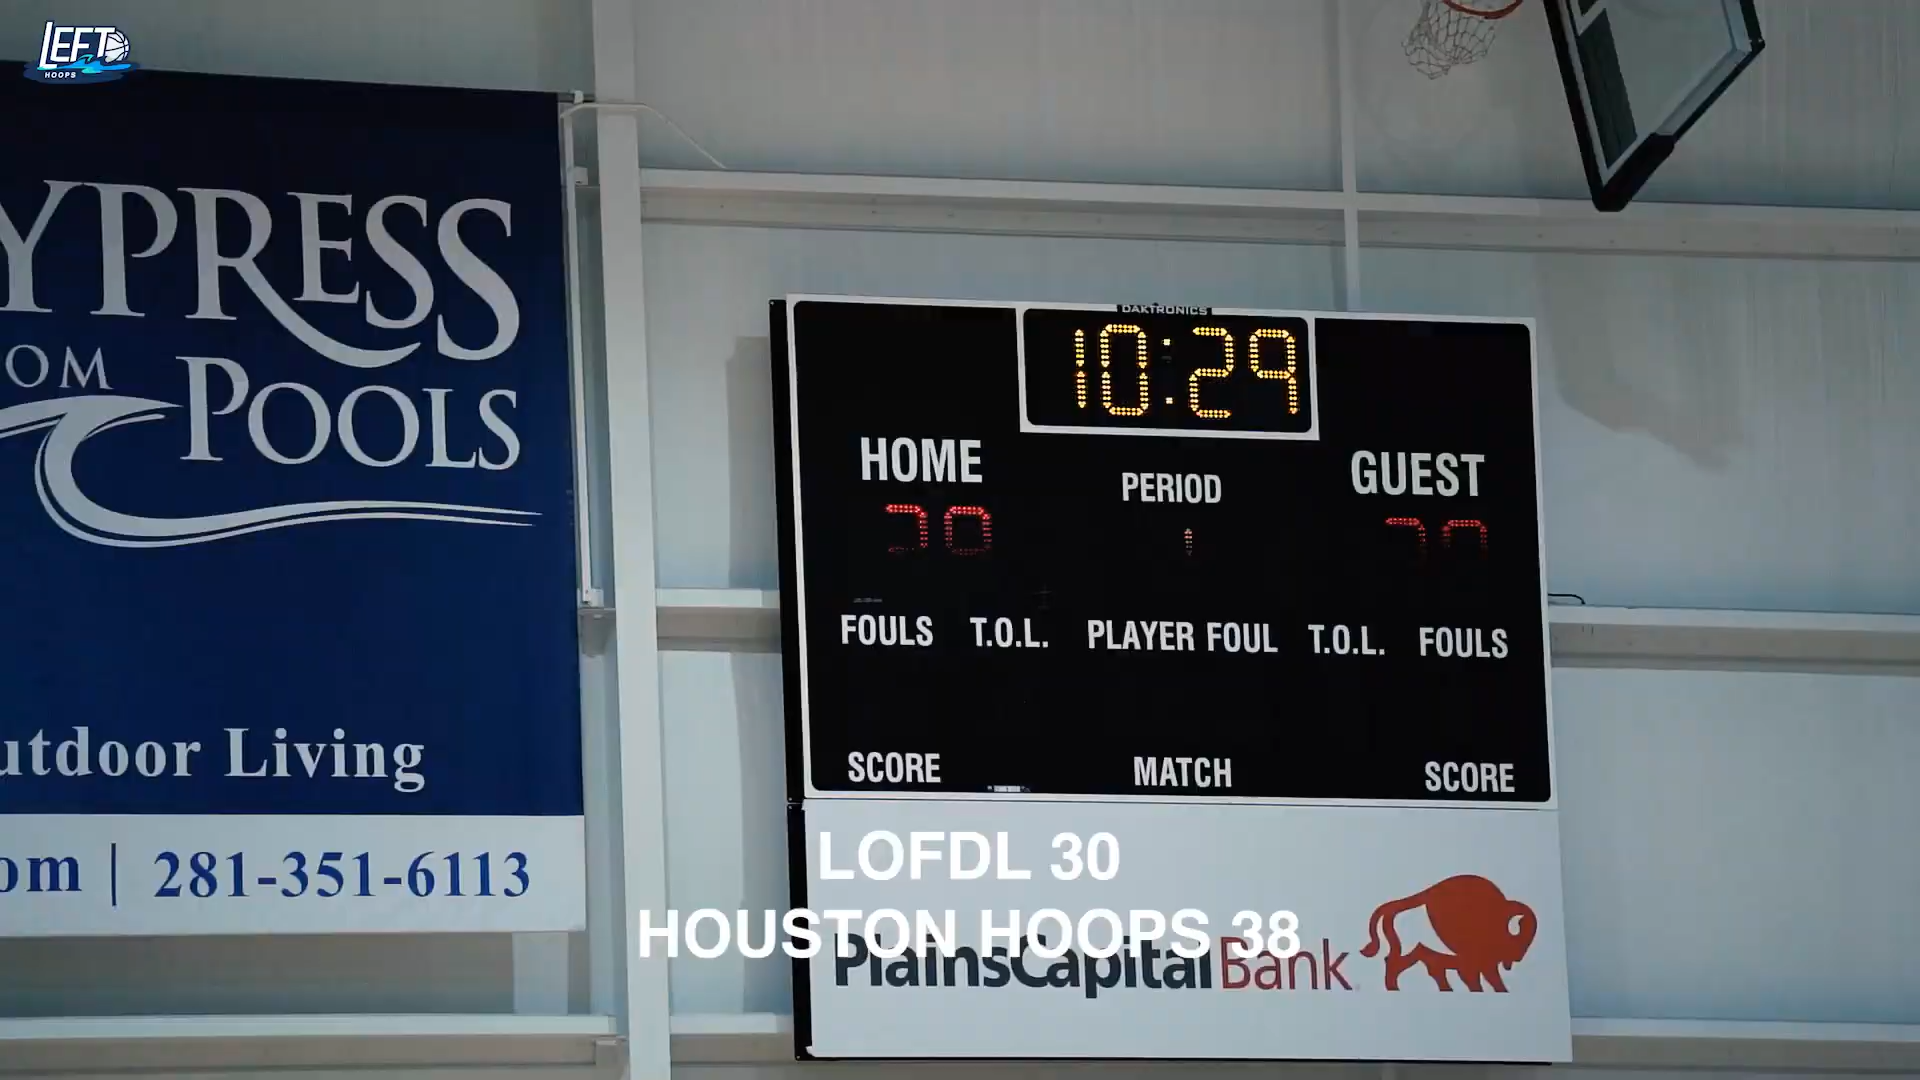 LEFT
HOOPS
YPRESS
OM
POOLS
utdoor Living
om | 281-351-6113
DAKTRONICS
10:29
HOME
PERIOD
GUEST
1
FOULS T.O.L. PLAYER FOUL T.O.L. FOULS
SCORE MATCH SCORE
LOFDL 30
HOUSTON HOOPS 38
PlainsCapital Bank